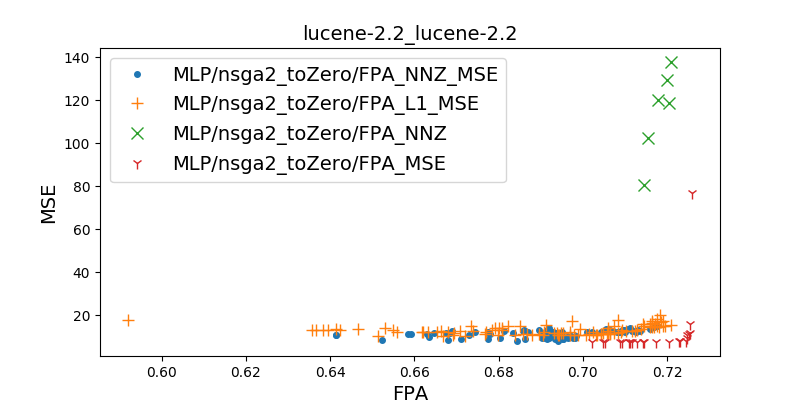 lucene-2.2_lucene-2.2
MLP/nsga2_toZero/FPA_NNZ_MSE
MLP/nsga2_toZero/FPA_L1_MSE
MLP/nsga2_toZero/FPA_NNZ
MLP/nsga2_toZero/FPA_MSE
MSE
140
120
100
80
60
40
20
0.60 0.62 0.64 0.66 0.68 0.70 0.72
FPA